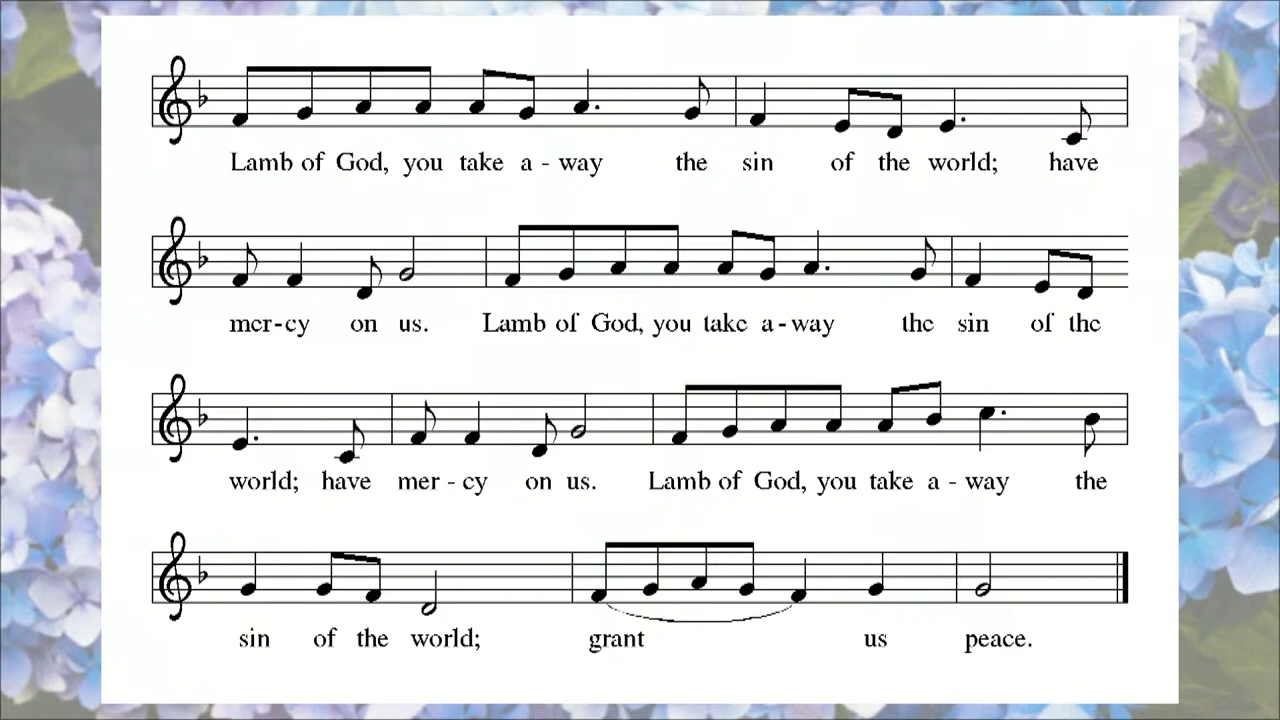 Lamb of God, you take a - way the sin of the world; have
mer-cy on us. Lamb of God, you take a - way the sin of the
world; have mer - cy on us. Lamb of God, you take a - way the
sin of the world; grant us peace.